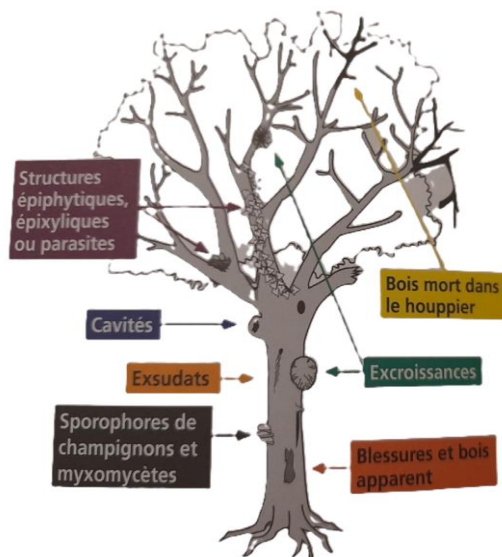 Structures
épiphytiques,
épixyliques
ou parasites
Bois mort dans
le houppier
Cavités
Exsudats
Excroissances
Sporophores de
champignons et
myxomycètes
Blessures et bois
apparent